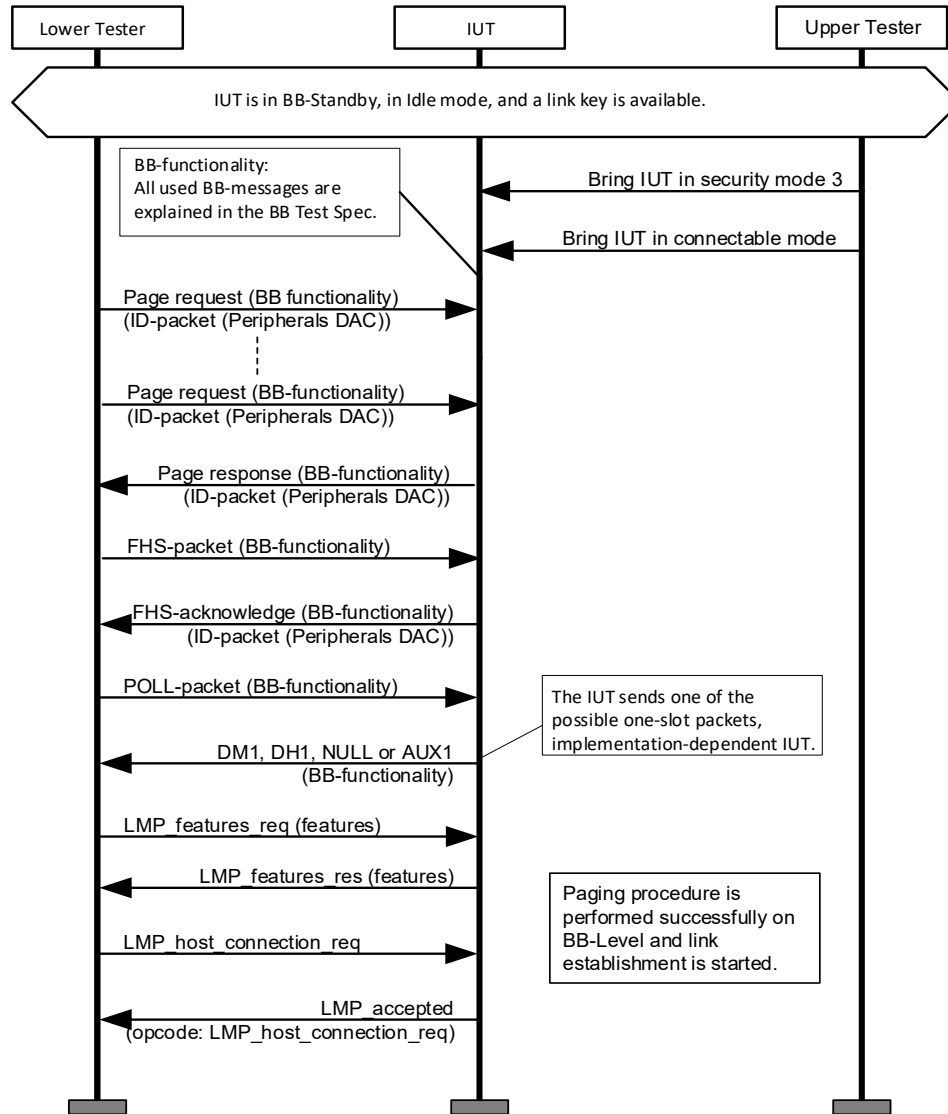 Lower Tester
IUT
Upper Tester
IUT is in BB-Standby, in Idle mode, and a link key is available.
BB-functionality:
All used BB-messages are
explained in the BB Test Spec.
Bring IUT in security mode 3
Bring IUT in connectable mode
Page request (BB functionality)
(ID-packet (Peripherals DAC))
Page request (BB-functionality)
(ID-packet (Peripherals DAC))
Page response (BB-functionality)
(ID-packet (Peripherals DAC))
FHS-packet (BB-functionality)
FHS-acknowledge (BB-functionality)
(ID-packet (Peripherals DAC))
POLL-packet (BB-functionality)
The IUT sends one of the
possible one-slot packets,
implementation-dependent IUT.
DM1, DH1, NULL or AUX1
(BB-functionality)
LMP_features_req (features)
LMP_features_res (features)
Paging procedure is
performed successfully on
BB-Level and link
establishment is started.
LMP_host_connection_req
LMP_accepted
(opcode: LMP_host_connection_req)